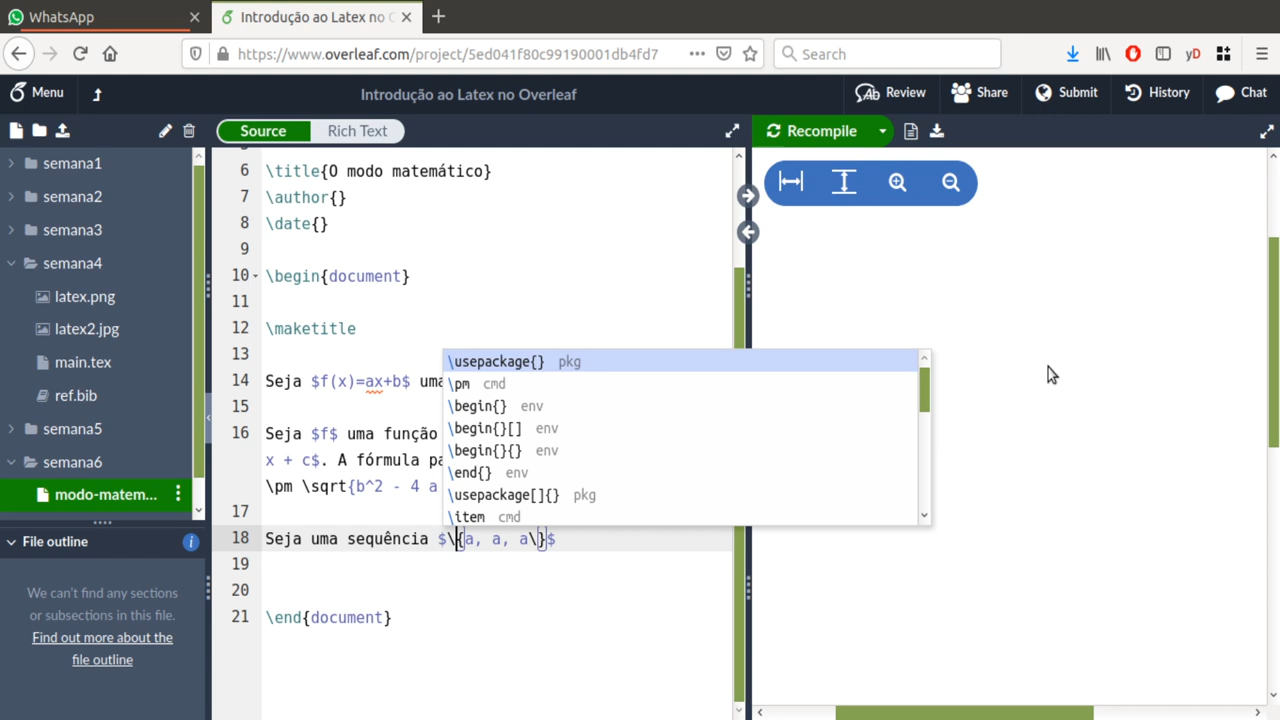 WhatsApp
Introdução ao Latex no O
https://www.overleaf.com/project/5ed041f80c99190001db4fd7
Search
yD
Menu
Introdução ao Latex no Overleaf
Review
Share
Submit
History
Chat
Source
Rich Text
Recompile
semana1
semana2
semana3
semana4
latex.png
latex2.jpg
main.tex
ref.bib
semana5
semana6
modo-matem...
File outline
We can't find any sections
or subsections in this file.
Find out more about the
file outline
6 \title{O modo matemático}
7 \author{}
8 \date{}
9
10 \begin{document}
11
12 \maketitle
13
14 Seja $f(x)=ax+b$ uma
15
16 Seja $f$ uma função
x + c$. A fórmula pa
\pm \sqrt{b^2 - 4 a
17
18 Seja uma sequência $\{a, a, a\}$
19
20
21 \end{document}
\usepackage{} pkg
\pm cmd
\begin{} env
\begin{}[] env
\begin{}{} env
\end{} env
\usepackage[]{} pkg
\item cmd